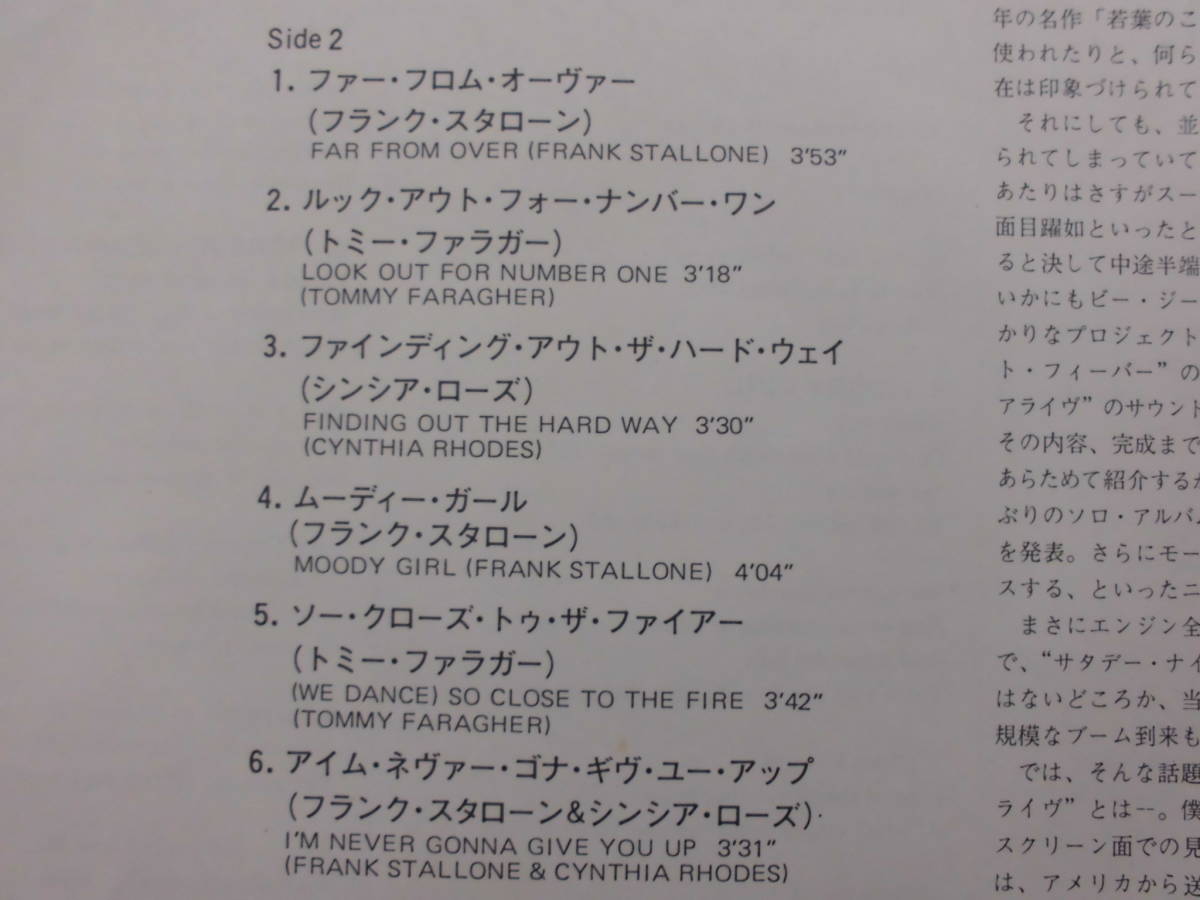 Side 2
1. ファー・フロム・オーヴァー
(フランク・スタローン)
FAR FROM OVER (FRANK STALLONE) 3'53"
2. ルック・アウト・フォー・ナンバー・ワン
(トミー・ファラガー)
LOOK OUT FOR NUMBER ONE 3'18"
(TOMMY FARAGHER)
3. ファインディング・アウト・ザ・ハード・ウェイ
(シンシア・ローズ)
FINDING OUT THE HARD WAY 3'30"
(CYNTHIA RHODES)
4. ムーディー・ガール
(フランク・スタローン)
MOODY GIRL (FRANK STALLONE) 4'04"
5. ソー・クローズ・トゥ・ザ・ファイアー
(トミー・ファラガー)
(WE DANCE) SO CLOSE TO THE FIRE 3'42"
(TOMMY FARAGHER)
6. アイム・ネヴァー・ゴナ・ギヴ・ユー・アップ
(フランク・スタローン&シンシア・ローズ)
I'M NEVER GONNA GIVE YOU UP 3'31"
(FRANK STALLONE & CYNTHIA RHODES)
年の名作「若葉のこ
使われたりと、何ら
在は印象づけられて
それにしても、並
られてしまっていて
あたりはさすがスー
面目躍如といったと
ると決して中途半端
いかにもビー・ジー
かりなプロジェクト
ト・フィーバー”の
アライヴ”のサウンド
その内容、完成まで
あらためて紹介するか
ぶりのソロ・アルバム
を発表。さらにモー
スする、といったニ
まさにエンジン全
で、“サタデー・ナイ
はないどころか、当
規模なブーム到来も
では、そんな話題
ライヴ”とは―。僕
スクリーン面での見
は、アメリカから送